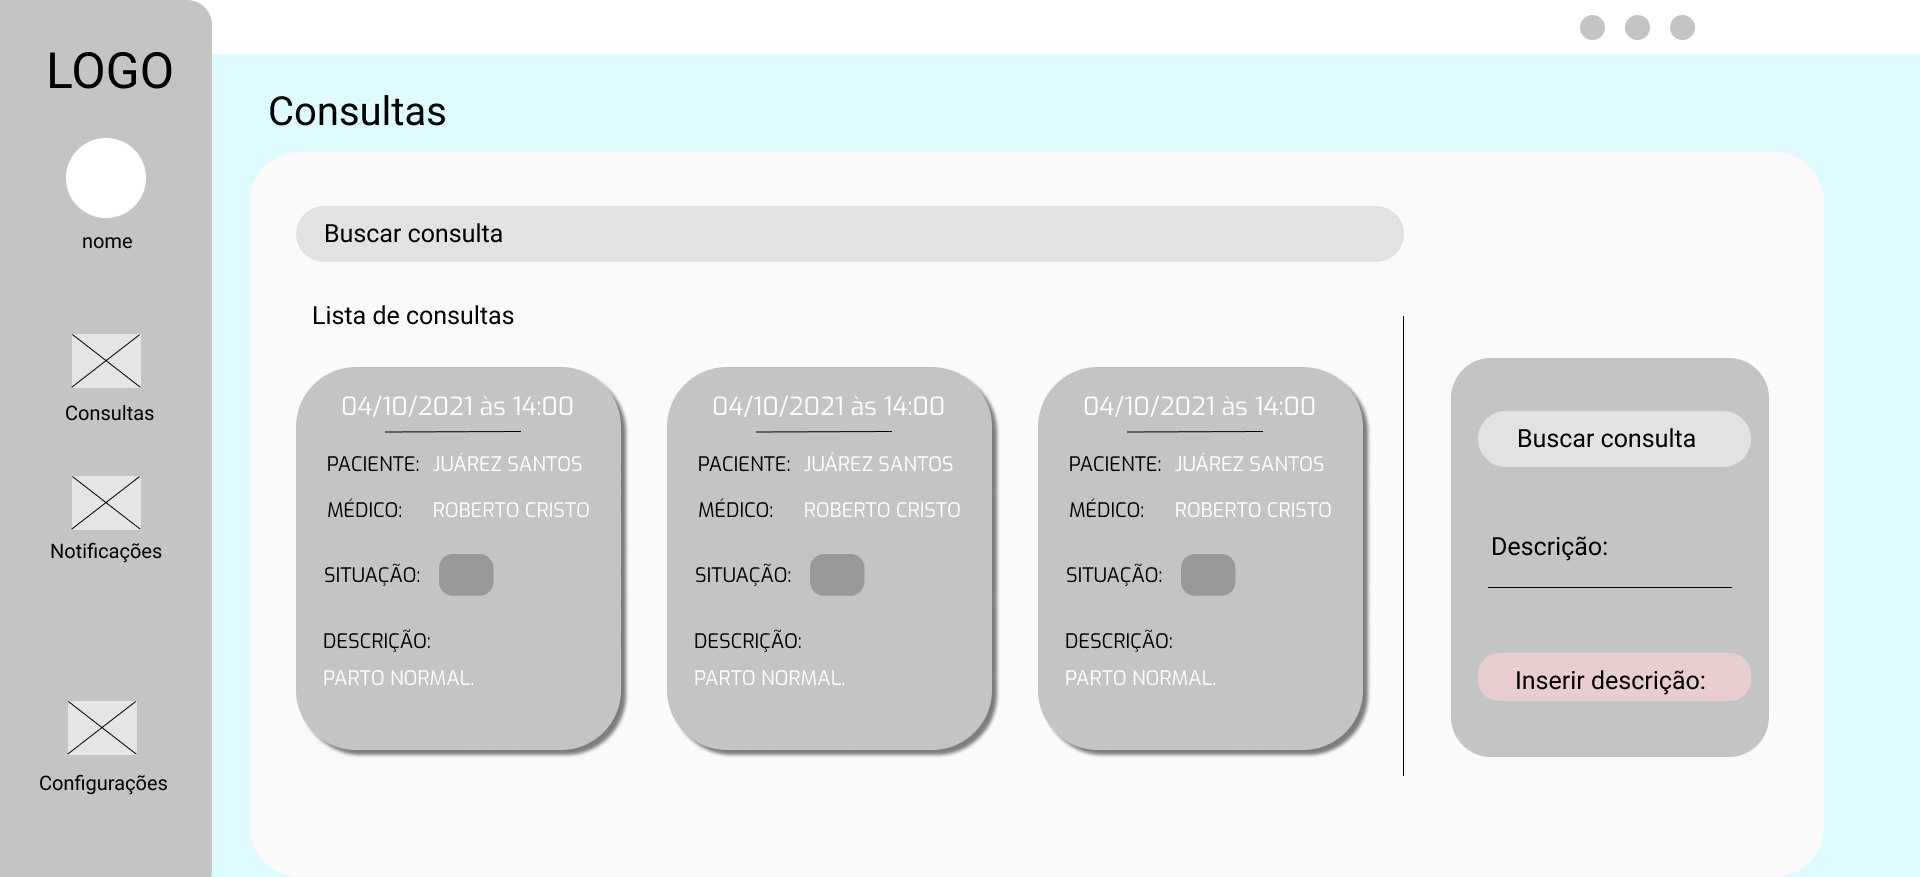 LOGO
nome
Consultas
Notificações
Configurações
Consultas
Buscar consulta
Lista de consultas
04/10/2021 às 14:00
PACIENTE: JUÁREZ SANTOS
MÉDICO: ROBERTO CRISTO
SITUAÇÃO:
DESCRIÇÃO:
PARTO NORMAL.
04/10/2021 às 14:00
PACIENTE: JUÁREZ SANTOS
MÉDICO: ROBERTO CRISTO
SITUAÇÃO:
DESCRIÇÃO:
PARTO NORMAL.
04/10/2021 às 14:00
PACIENTE: JUÁREZ SANTOS
MÉDICO: ROBERTO CRISTO
SITUAÇÃO:
DESCRIÇÃO:
PARTO NORMAL.
Buscar consulta
Descrição:
Inserir descrição: